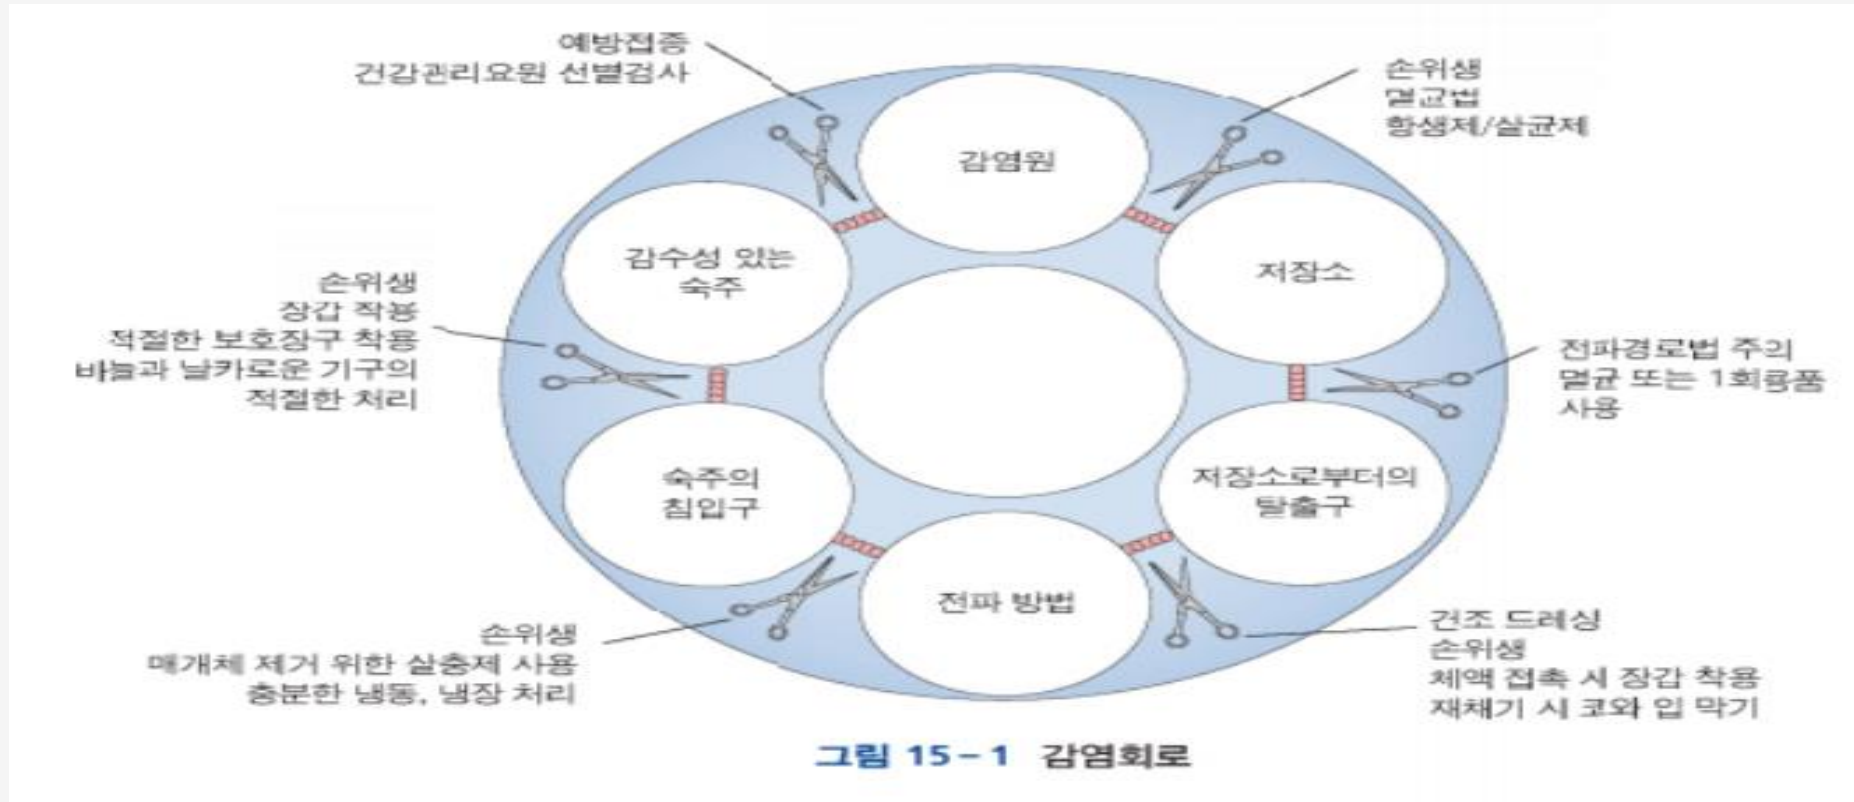 예방접종
건강관리요원 선별검사
손위생
멸균법
항생제/살균제
감염원
감수성 있는
숙주
저장소
손위생
장갑 착용
적절한 보호장구 착용
바늘과 날카로운 기구의
적절한 처리
전파경로법 주의
멸균 또는 1회용품
사용
숙주의
침입구
저장소로부터의
탈출구
전파 방법
손위생
매개체 제거 위한 살충제 사용
충분한 냉동, 냉장 처리
건조 드레싱
손위생
체액 접촉 시 장갑 착용
재채기 시 코와 입 막기
그림 15-1 감염회로